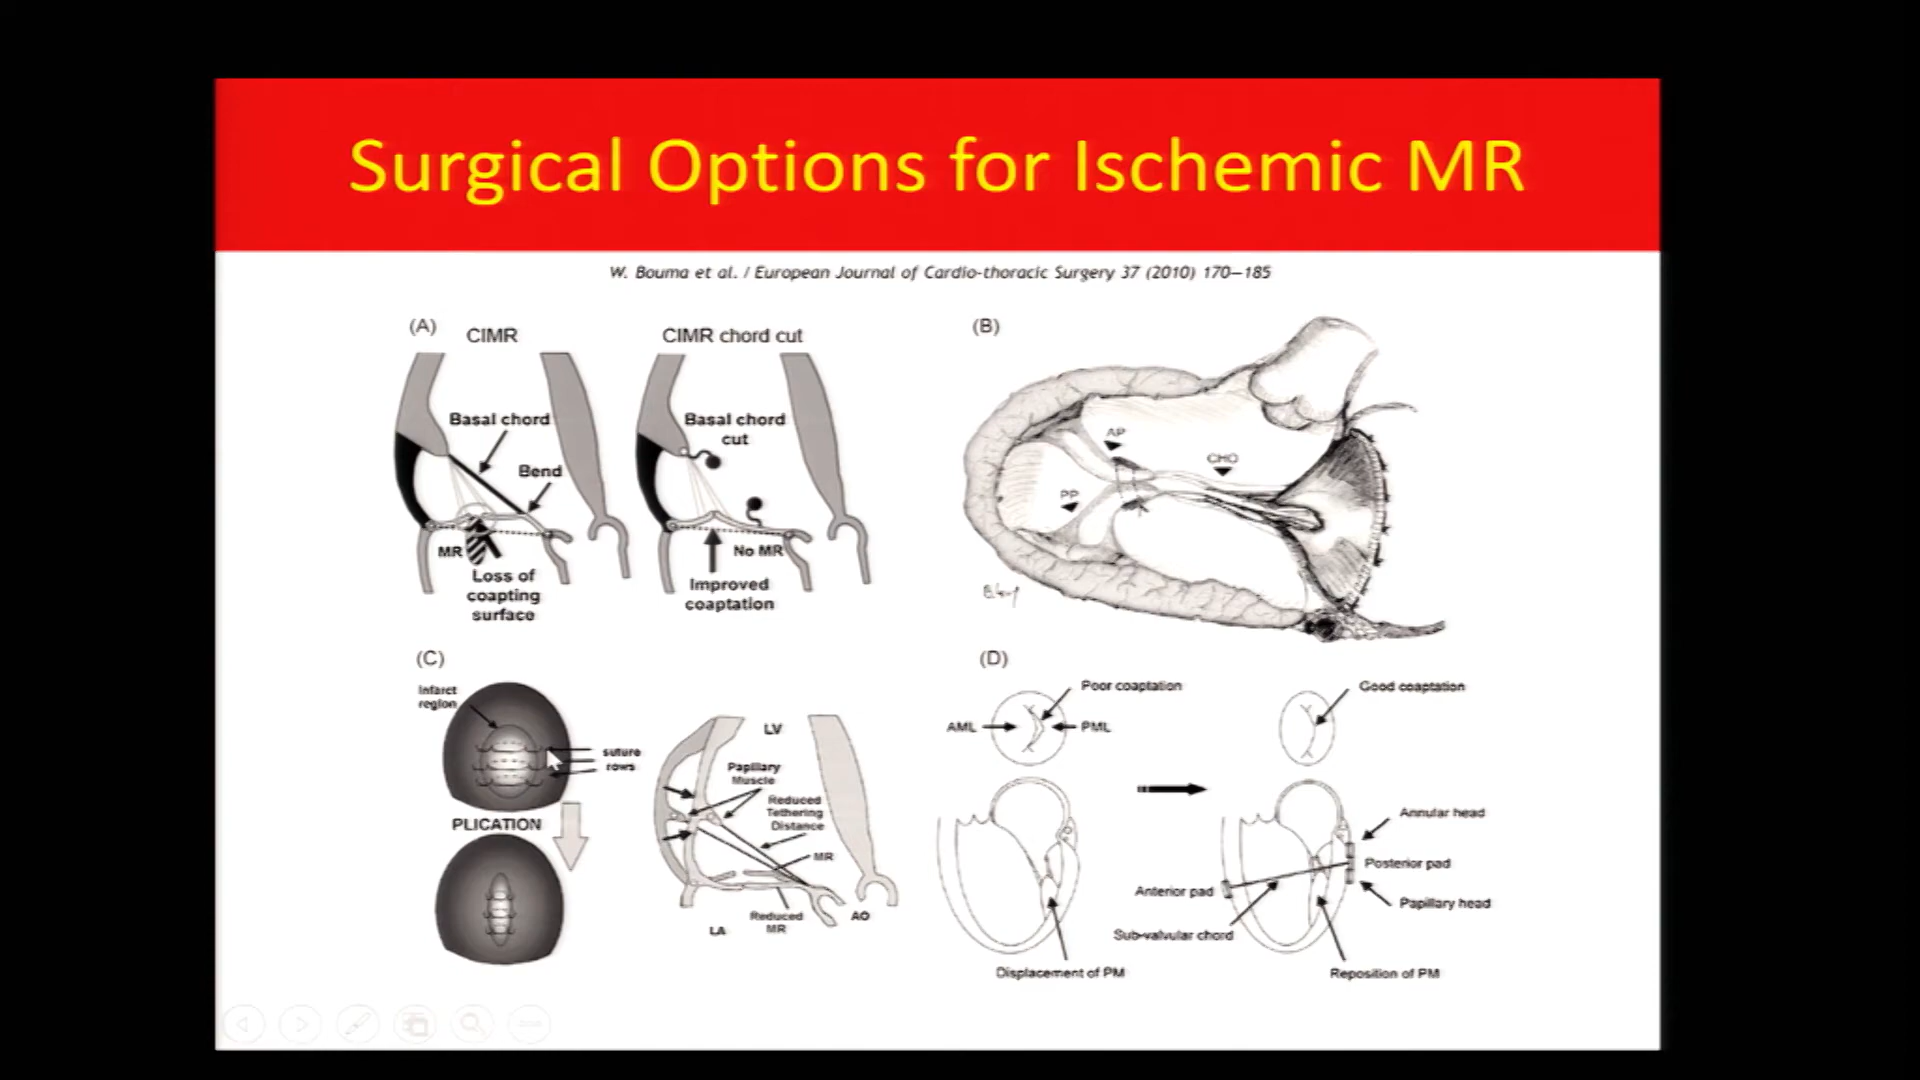 Surgical Options for Ischemic MR
W. Bouma et al. / European Journal of Cardio-thoracic Surgery 37 (2010) 170–185
(A)
CIMR
Basal chord
Bend
MR
Loss of
coapting
surface
CIMR chord cut
Basal chord
cut
No MR
Improved
coaptation
(B)
AP
CHO
PP
(C)
Infarct
region
suture
rows
PLICATION
LV
Papillary
Muscle
Reduced
Tethering
Distance
MR
Reduced
MR
AO
LA
(D)
Poor coaptation
AML
PML
Displacement of PM
Good coaptation
Annular head
Posterior pad
Anterior pad
Papillary head
Sub-valvular chord
Reposition of PM